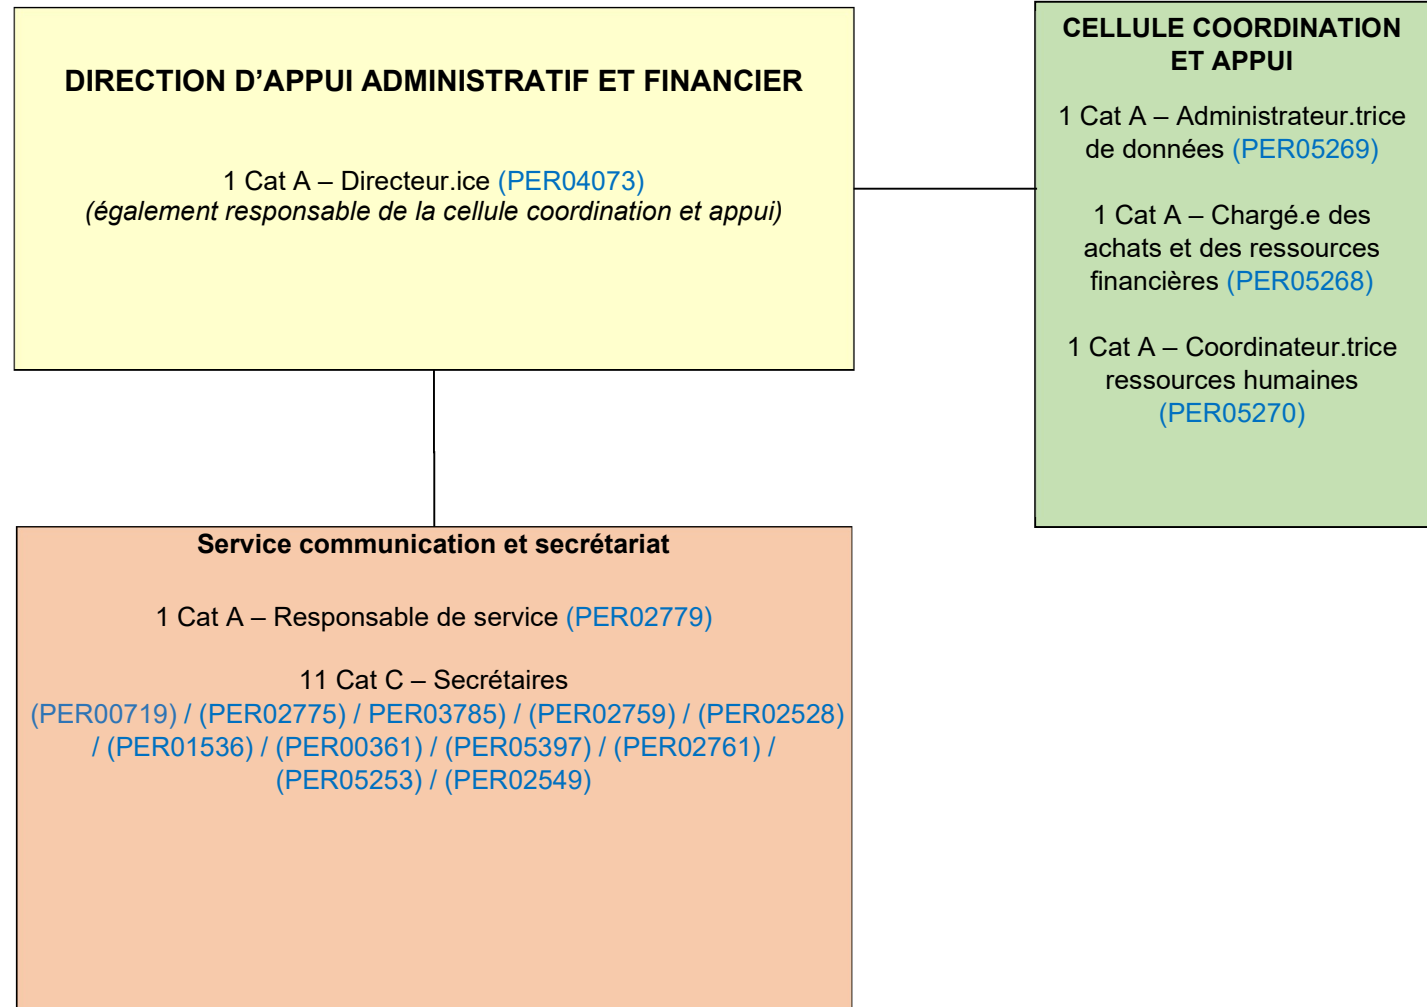 DIRECTION D’APPUI ADMINISTRATIF ET FINANCIER
1 Cat A – Directeur.ice (PER04073)
(également responsable de la cellule coordination et appui)
CELLULE COORDINATION
ET APPUI
1 Cat A – Administrateur.trice
de données (PER05269)
1 Cat A – Chargé.e des
achats et des ressources
financières (PER05268)
1 Cat A – Coordinateur.trice
ressources humaines
(PER05270)
Service communication et secrétariat
1 Cat A – Responsable de service (PER02779)
11 Cat C – Secrétaires
(PER00719) / (PER02775) / PER03785) / (PER02759) / (PER02528)
/ (PER01536) / (PER00361) / (PER05397) / (PER02761) /
(PER05253) / (PER02549)